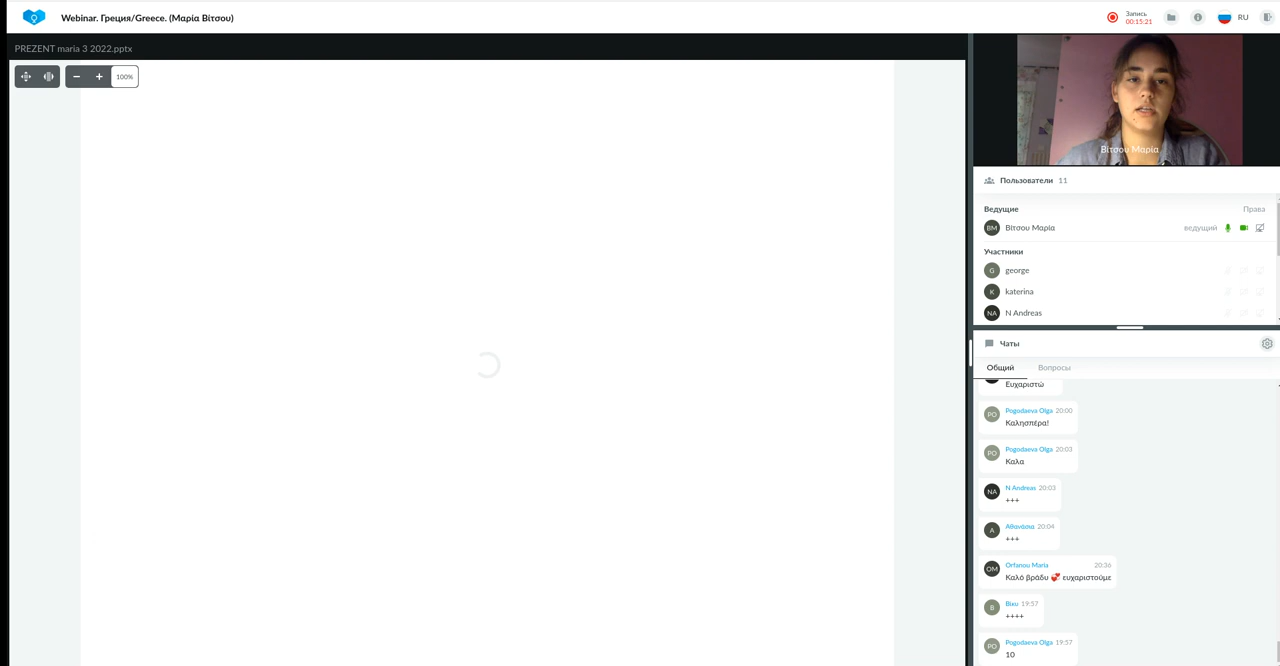 Webinar. Греция/Greece. (Μαρία Βίτσου)
Запись
00:15:21
RU
PREZENT maria 3 2022.pptx
100%
Βίτσου Μαρία
Пользователи 11
Ведущие Права
ΒΜ Βίτσου Μαρία ведущий
Участники
G george
K katerina
NA N Andreas
Чаты
Общий Вопросы
Ευχαριστώ
PO Pogodaeva Olga 20:00
Καλησπέρα!
PO Pogodaeva Olga 20:03
Καλα
NA N Andreas 20:03
+++
Α Αθανάσια 20:04
+++
OM Orfanou Maria 20:36
Καλό βράδυ 💞 ευχαριστούμε
Β Βίκυ 19:57
++++
PO Pogodaeva Olga 19:57
10